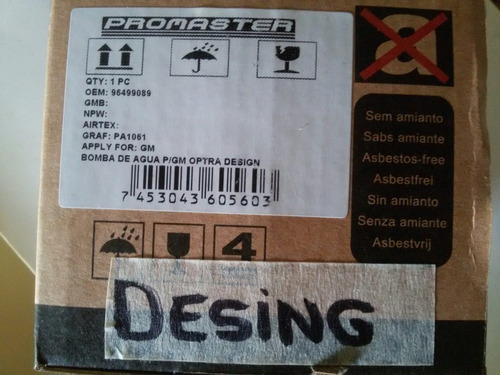 PROMASTER
QTY: 1 PC
OEM: 96499089
GMB:
NPW:
AIRTEX:
GRAF: PA1061
APPLY FOR: GM
BOMBA DE AGUA P/GM OPTRA DESIGN
7 453043 605603
a
Sem amianto
Sabs amiante
Asbestos-free
Asbestfrei
Sin amianto
Senza amiante
Asbestvrij
4
DESING